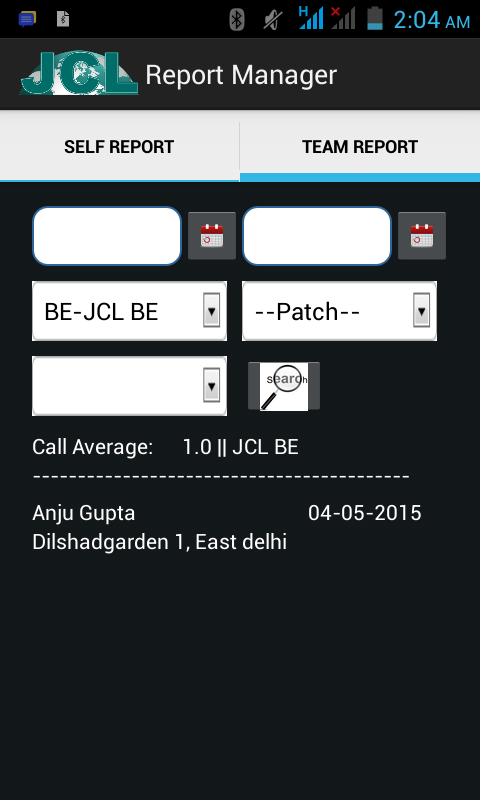 H 2:04 AM
JCL Report Manager
SELF REPORT TEAM REPORT
BE-JCL BE --Patch--
search
Call Average: 1.0 || JCL BE
------------------------------------------
Anju Gupta 04-05-2015
Dilshadgarden 1, East delhi